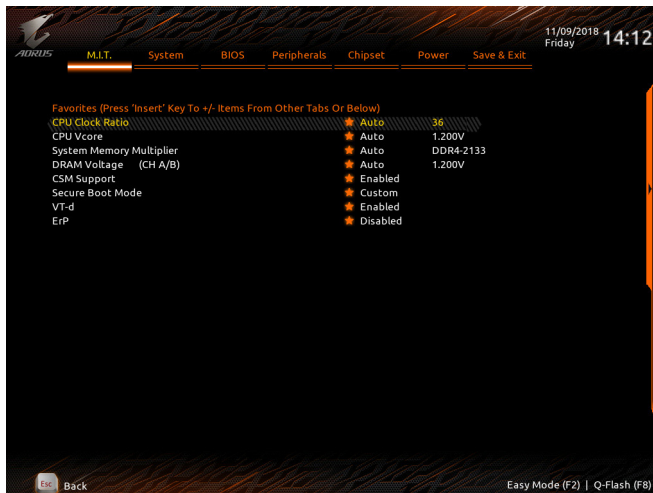 11/09/2018 14:12
Friday
AORUS
M.I.T. System BIOS Peripherals Chipset Power Save & Exit
Favorites (Press 'Insert' Key To +/- Items From Other Tabs Or Below)
CPU Clock Ratio Auto 36
CPU Vcore Auto 1.200V
System Memory Multiplier Auto DDR4-2133
DRAM Voltage (CH A/B) Auto 1.200V
CSM Support Enabled
Secure Boot Mode Custom
VT-d Enabled
ErP Disabled
Esc Back Easy Mode (F2) | Q-Flash (F8)